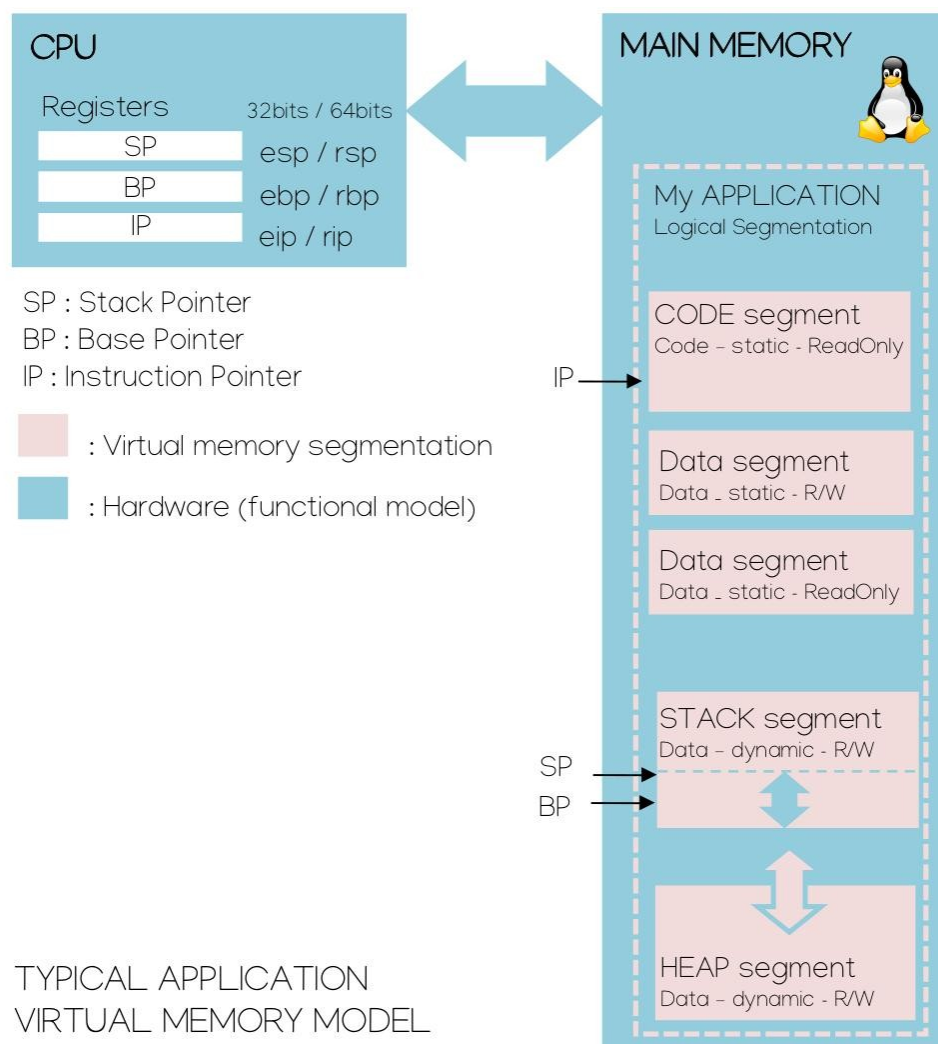 CPU
Registers 32bits / 64bits
SP esp / rsp
BP ebp / rbp
IP eip / rip
SP : Stack Pointer
BP : Base Pointer
IP : Instruction Pointer
: Virtual memory segmentation
: Hardware (functional model)
MAIN MEMORY
My APPLICATION
Logical Segmentation
CODE segment
Code – static - ReadOnly
IP
Data segment
Data _ static - R/W
Data segment
Data _ static - ReadOnly
STACK segment
Data – dynamic - R/W
SP
BP
HEAP segment
Data – dynamic - R/W
TYPICAL APPLICATION
VIRTUAL MEMORY MODEL